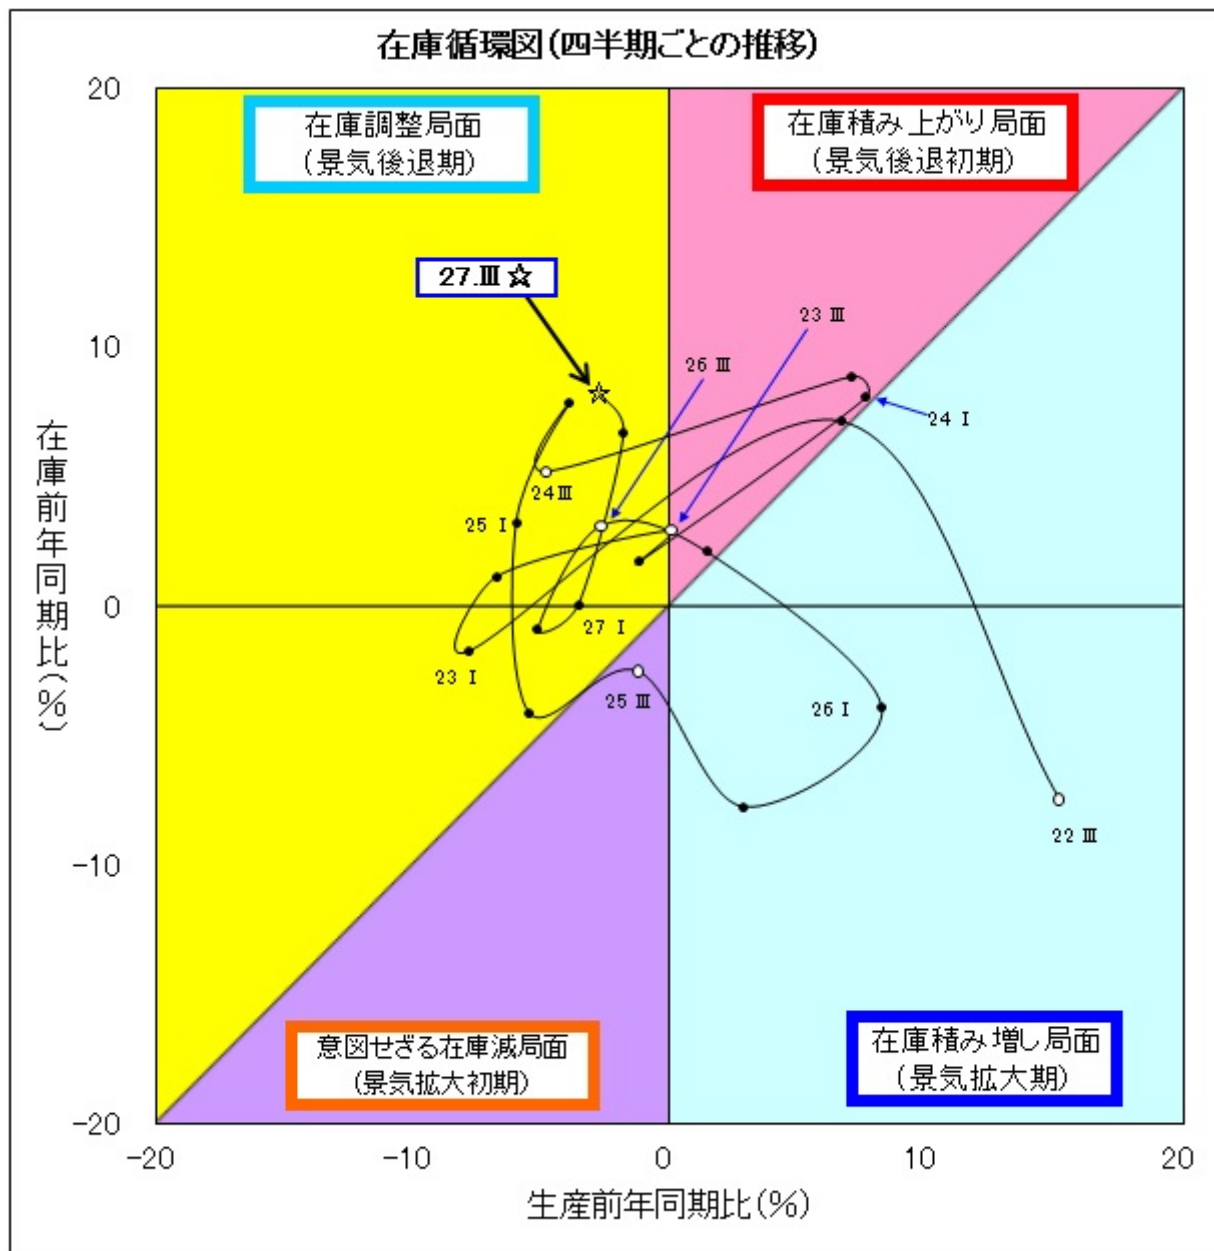 在庫循環図(四半期ごとの推移)
20
在庫調整局面
(景気後退期)
在庫積み上がり局面
(景気後退初期)
27.Ⅲ ☆
23 Ⅲ
10
26 Ⅲ
24 Ⅰ
24Ⅲ
25 Ⅰ
在庫前年同期比(%)
0
27 Ⅰ
23 Ⅰ
25 Ⅲ
26 Ⅰ
22 Ⅲ
-10
意図せざる在庫減局面
(景気拡大初期)
在庫積み増し局面
(景気拡大期)
-20
-20
-10
0
10
20
生産前年同期比(%)